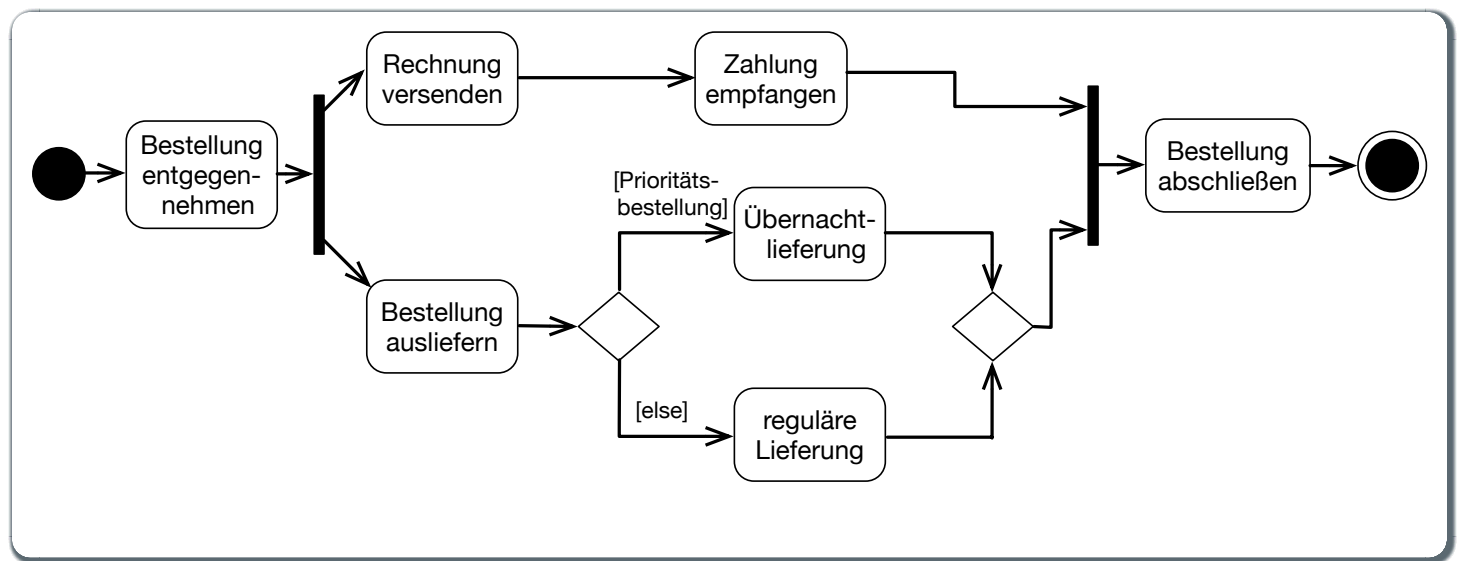 Rechnung
versenden
Zahlung
empfangen
Bestellung
entgegen-
nehmen
Bestellung
abschließen
[Prioritäts-
bestellung]
Übernacht-
lieferung
Bestellung
ausliefern
[else]
reguläre
Lieferung